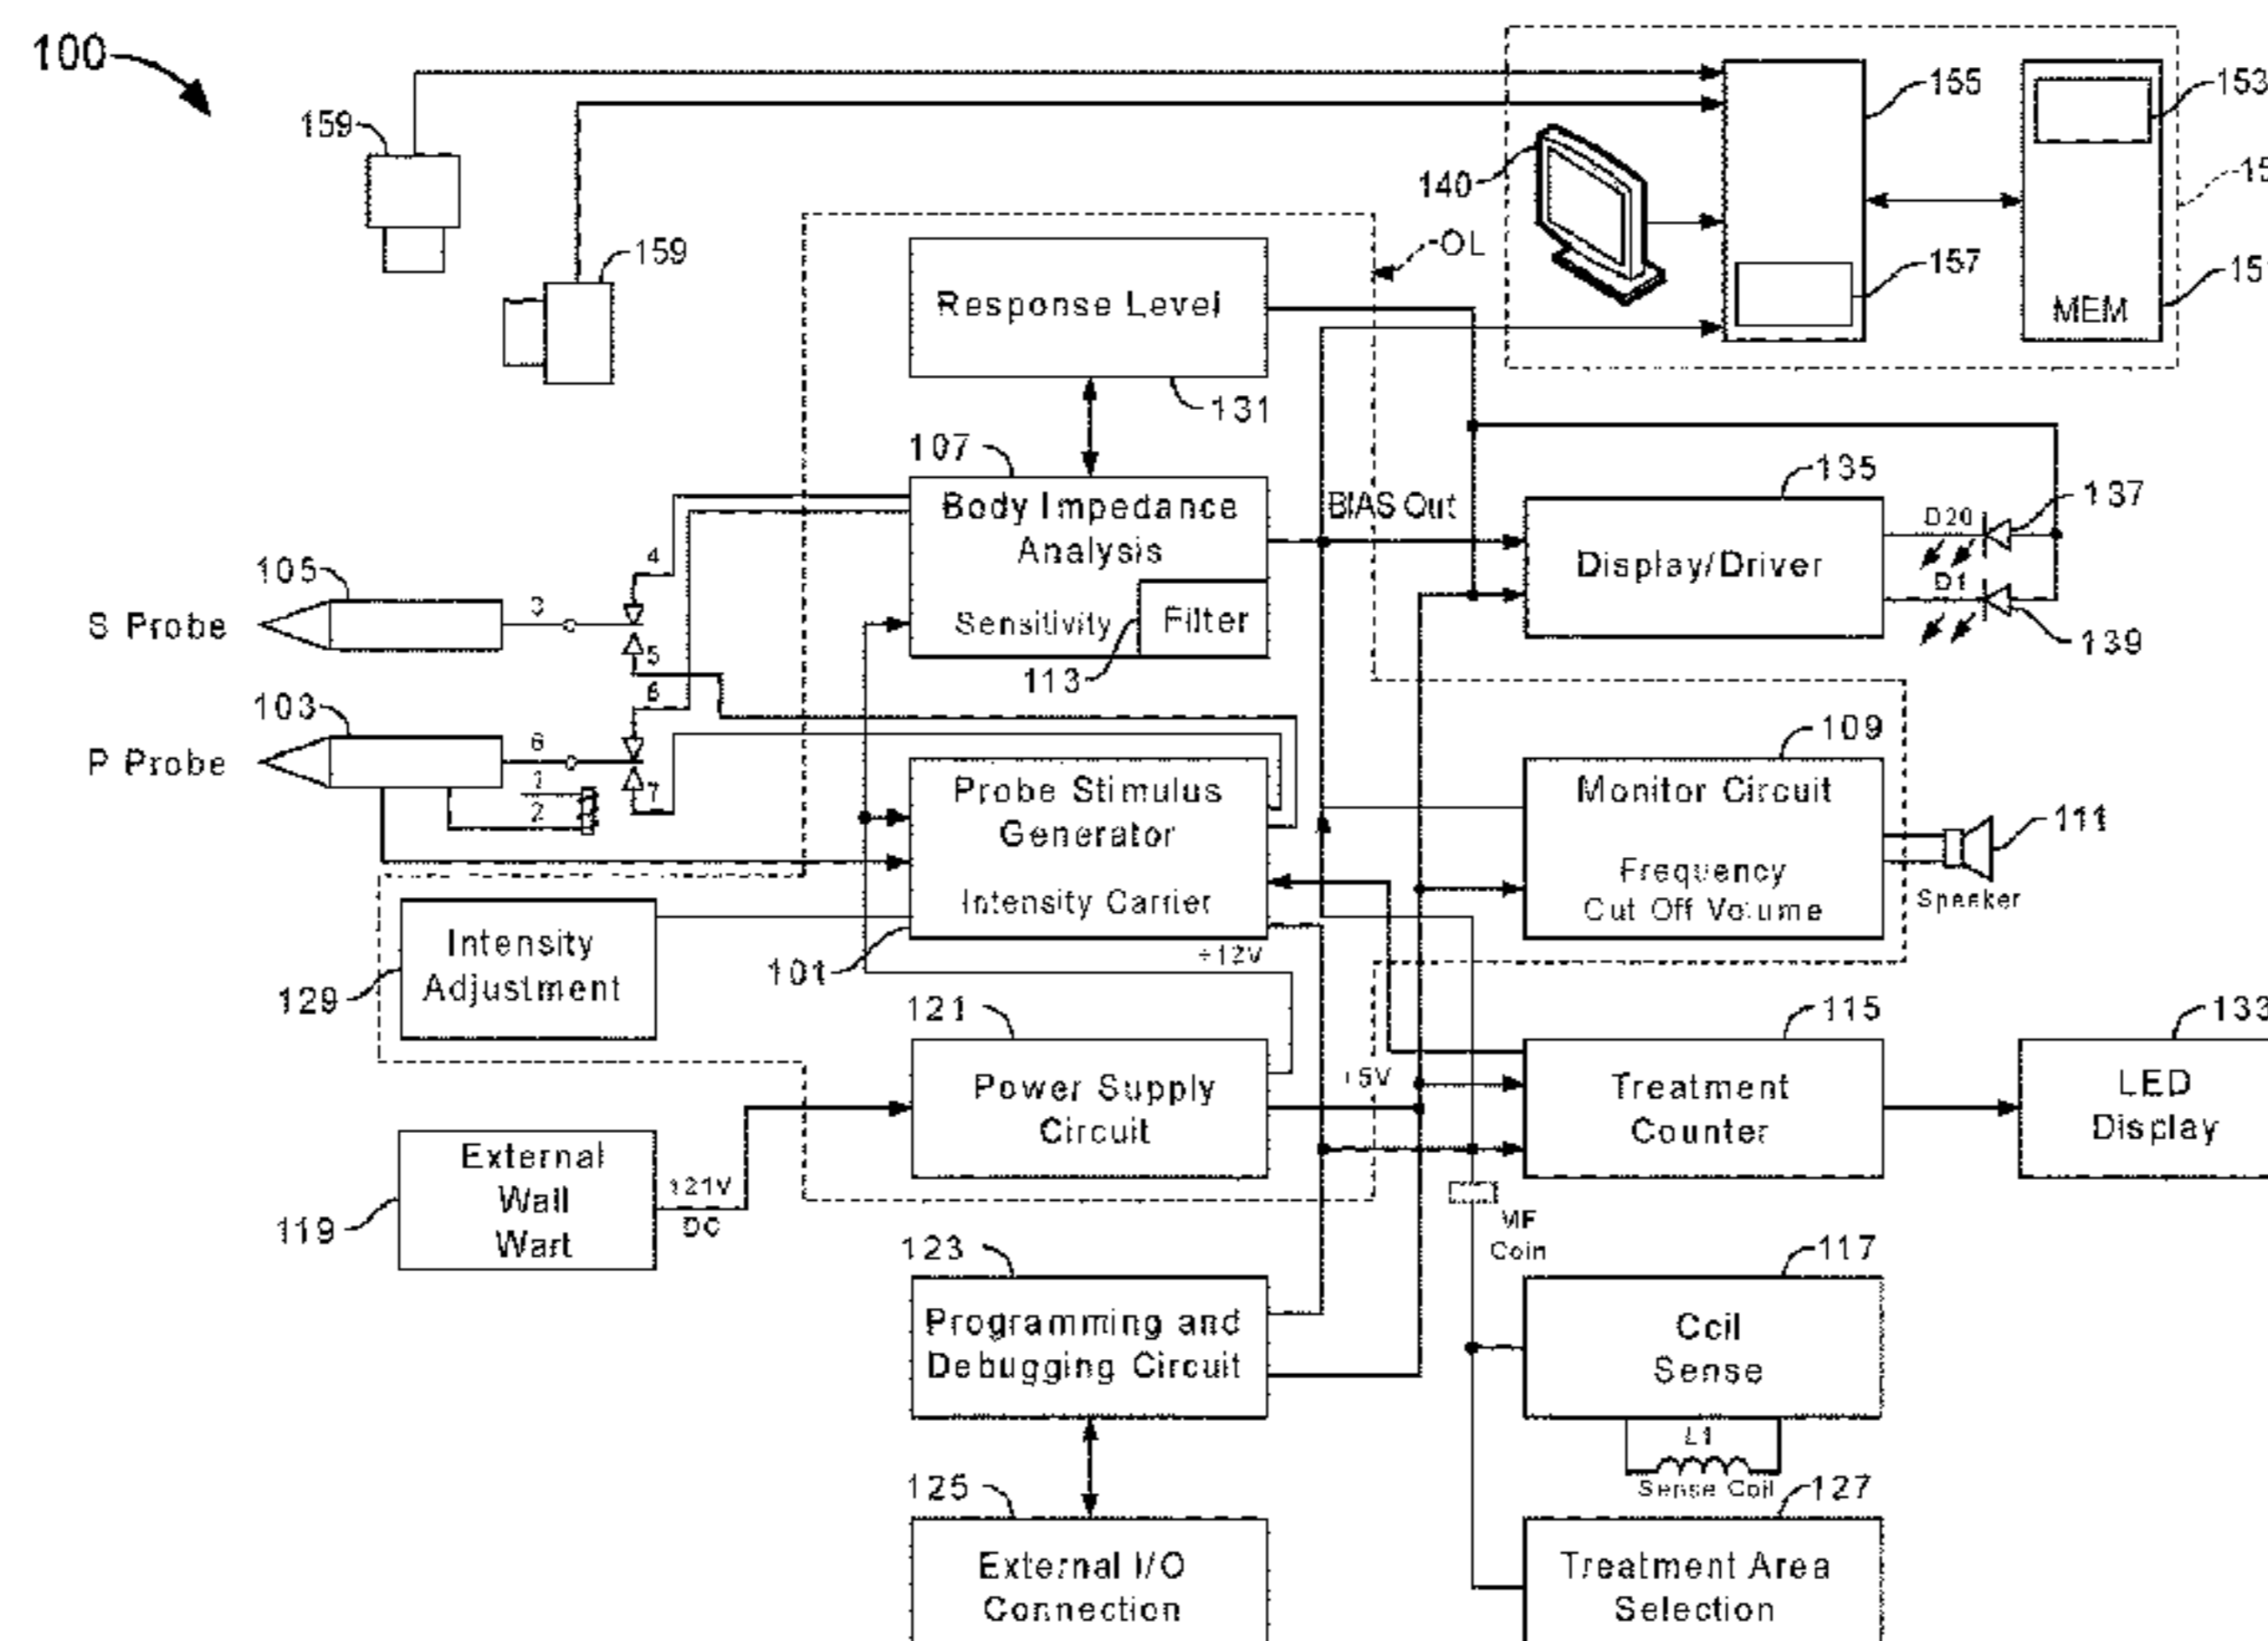 100
159
159
155
153
140
157
MEM
-OL
Response Level
131
107
Body Impedance
Analysis
Sensitivity
Filter
113
BIAS Out
135
Display/Driver
D20
D1
137
139
105
S Probe
3
4
5
103
P Probe
6
6
7
1
2
Probe Stimulus
Generator
Intensity Carrier
101
+12V
109
Monitor Circuit
Frequency
Cut Off Volume
111
Speaker
Intensity
Adjustment
129
121
Power Supply
Circuit
+5V
115
Treatment
Counter
133
LED
Display
External
Wall
Wart
119
DC
Coin
123
Programming and
Debugging Circuit
117
Coil
Sense
L1
Sense Coil
125
External I/O
Connection
127
Treatment Area
Selection